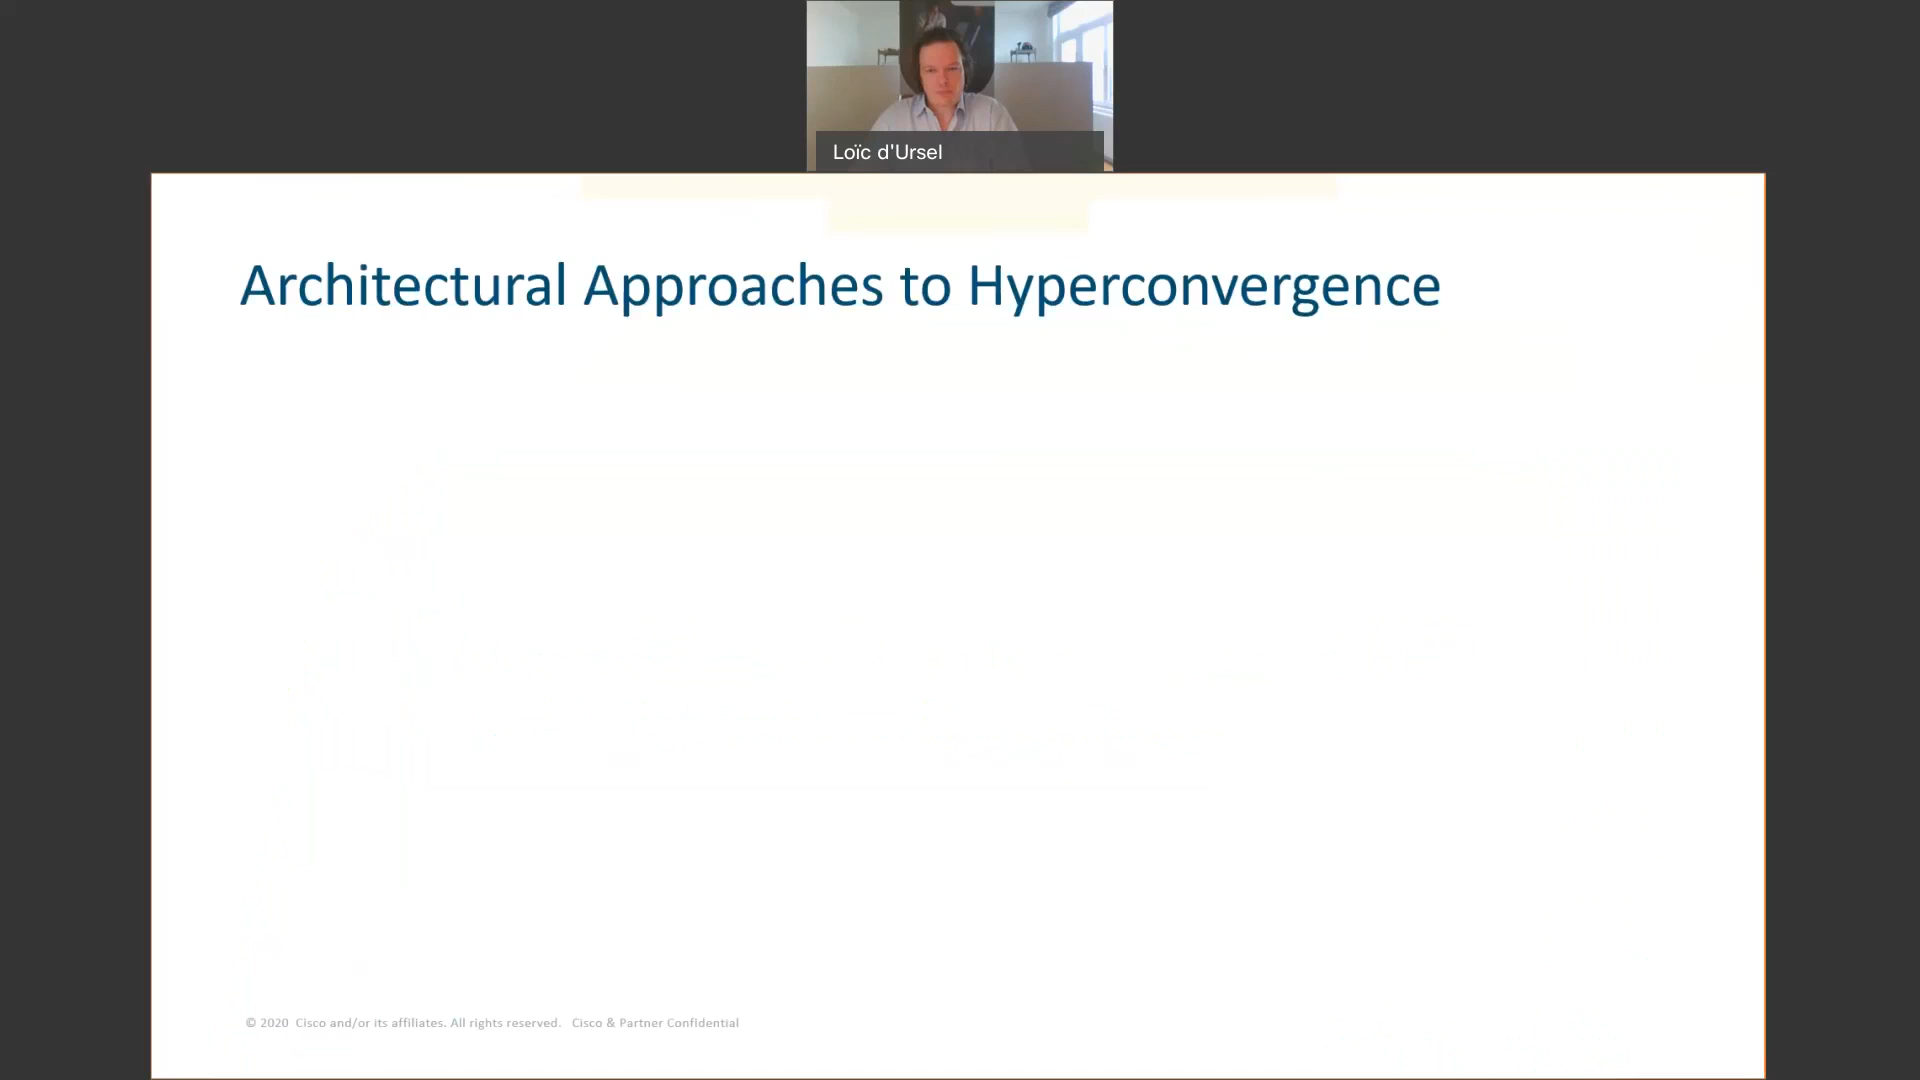 Loïc d'Ursel
Architectural Approaches to Hyperconvergence
© 2020 Cisco and/or its affiliates. All rights reserved. Cisco & Partner Confidential